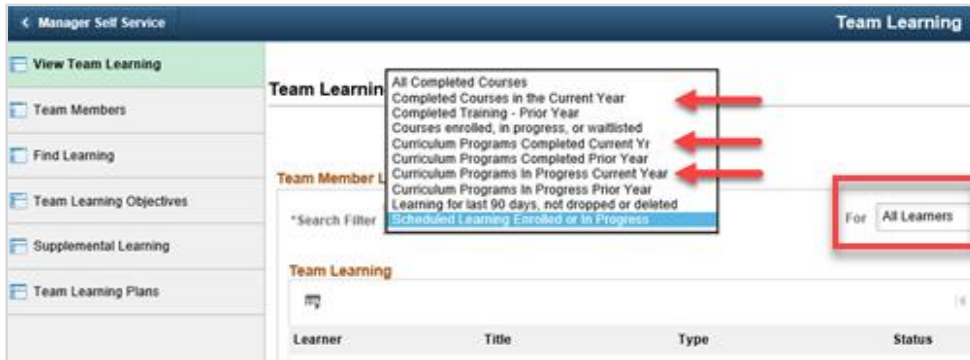 Manager Self Service
Team Learning
View Team Learning
Team Members
Find Learning
Team Learning Objectives
Supplemental Learning
Team Learning Plans
Team Learnin
All Completed Courses
Completed Courses in the Current Year
Completed Training - Prior Year
Courses enrolled, in progress, or waitlisted
Curriculum Programs Completed Current Yr
Curriculum Programs Completed Prior Year
Curriculum Programs In Progress Current Year
Curriculum Programs In Progress Prior Year
Learning for last 90 days, not dropped or deleted
Scheduled Learning Enrolled or In Progress
Team Member L
*Search Filter
For All Learners
Team Learning
Learner Title Type Status